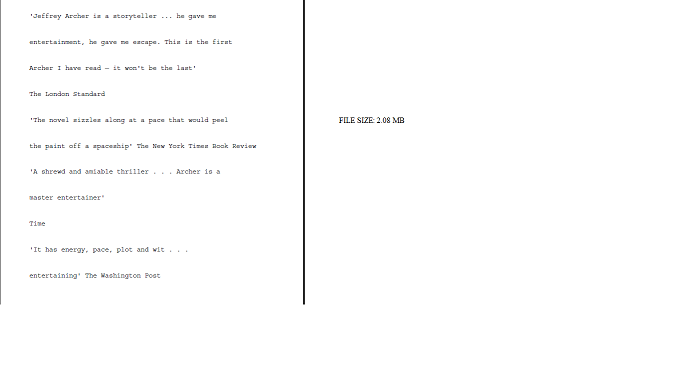 'Jeffrey Archer is a storyteller ... he gave me
entertainment, he gave me escape. This is the first
Archer I have read — it won't be the last'
The London Standard
'The novel sizzles along at a pace that would peel
the paint off a spaceship' The New York Times Book Review
'A shrewd and amiable thriller . . . Archer is a
master entertainer'
Time
'It has energy, pace, plot and wit . . .
entertaining' The Washington Post
FILE SIZE: 2.08 MB